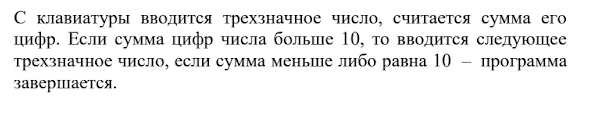 С клавиатуры вводится трехзначное число, считается сумма его
цифр. Если сумма цифр числа больше 10, то вводится следующее
трехзначное число, если сумма меньше либо равна 10 – программа
завершается.